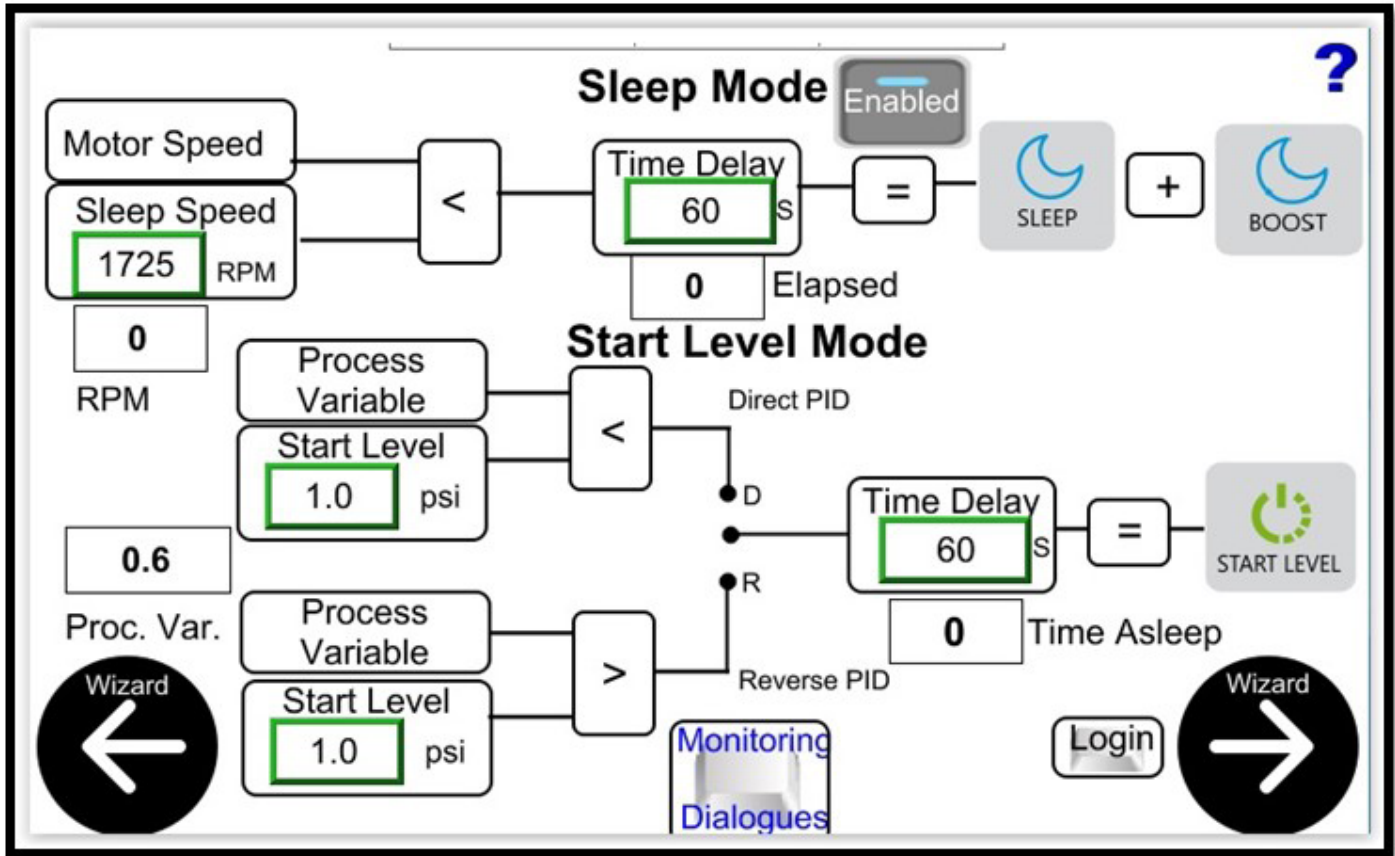 Sleep Mode
Enabled
?
Motor Speed
Sleep Speed
1725 RPM
0
RPM
<
Time Delay
60 S
0 Elapsed
=
SLEEP
+
BOOST
Start Level Mode
Process
Variable
Start Level
1.0 psi
<
Direct PID
D
R
0.6
Proc. Var.
Process
Variable
Start Level
1.0 psi
>
Reverse PID
Time Delay
60 S
0 Time Asleep
=
START LEVEL
Wizard
Monitoring
Dialogues
Login
Wizard